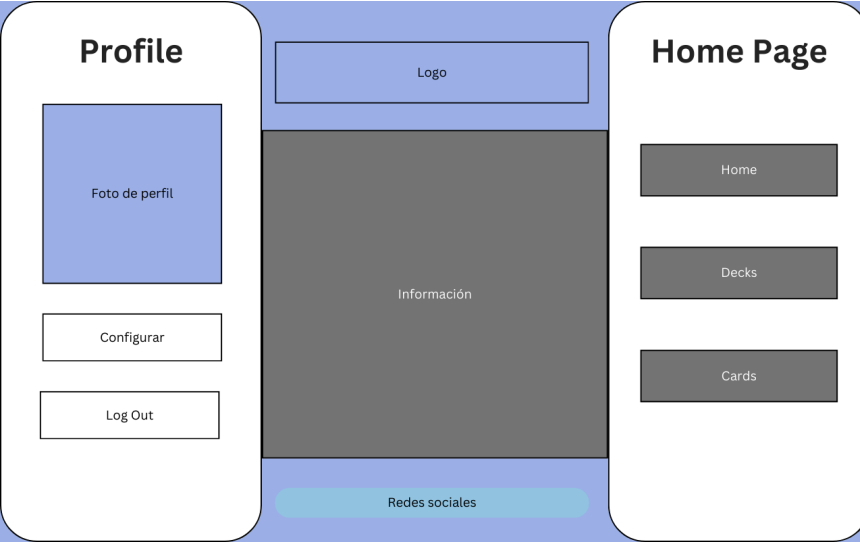 Profile
Foto de perfil
Configurar
Log Out
Logo
Información
Redes sociales
Home Page
Home
Decks
Cards